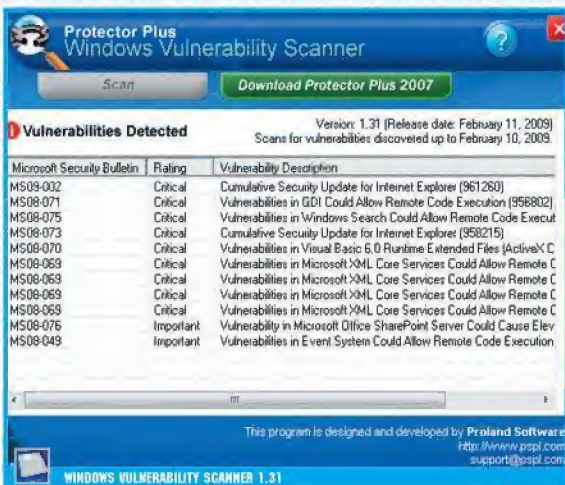 Protector Plus
Windows Vulnerability Scanner
?
X
Scan
Download Protector Plus 2007
! Vulnerabilities Detected
Version: 1.31 (Release date: February 11, 2009)
Scans for vulnerabilities discovered up to February 10, 2009.
Microsoft Security Bulletin Rating Vulnerability Description
MS09-002 Critical Cumulative Security Update for Internet Explorer (961260)
MS08-071 Critical Vulnerabilities in GDI Could Allow Remote Code Execution (956802)
MS08-075 Critical Vulnerabilities in Windows Search Could Allow Remote Code Execut
MS08-073 Critical Cumulative Security Update for Internet Explorer (958215)
MS08-070 Critical Vulnerabilities in Visual Basic 6.0 Runtime Extended Files (ActiveX C
MS08-069 Critical Vulnerabilities in Microsoft XML Core Services Could Allow Remote C
MS08-069 Critical Vulnerabilities in Microsoft XML Core Services Could Allow Remote C
MS08-069 Critical Vulnerabilities in Microsoft XML Core Services Could Allow Remote C
MS08-069 Critical Vulnerabilities in Microsoft XML Core Services Could Allow Remote C
MS08-076 Important Vulnerability in Microsoft Office SharePoint Server Could Cause Elev
MS08-049 Important Vulnerabilities in Event System Could Allow Remote Code Execution
This program is designed and developed by Proland Software
http://www.pspl.com
support@pspl.com
WINDOWS VULNERABILITY SCANNER 1.31